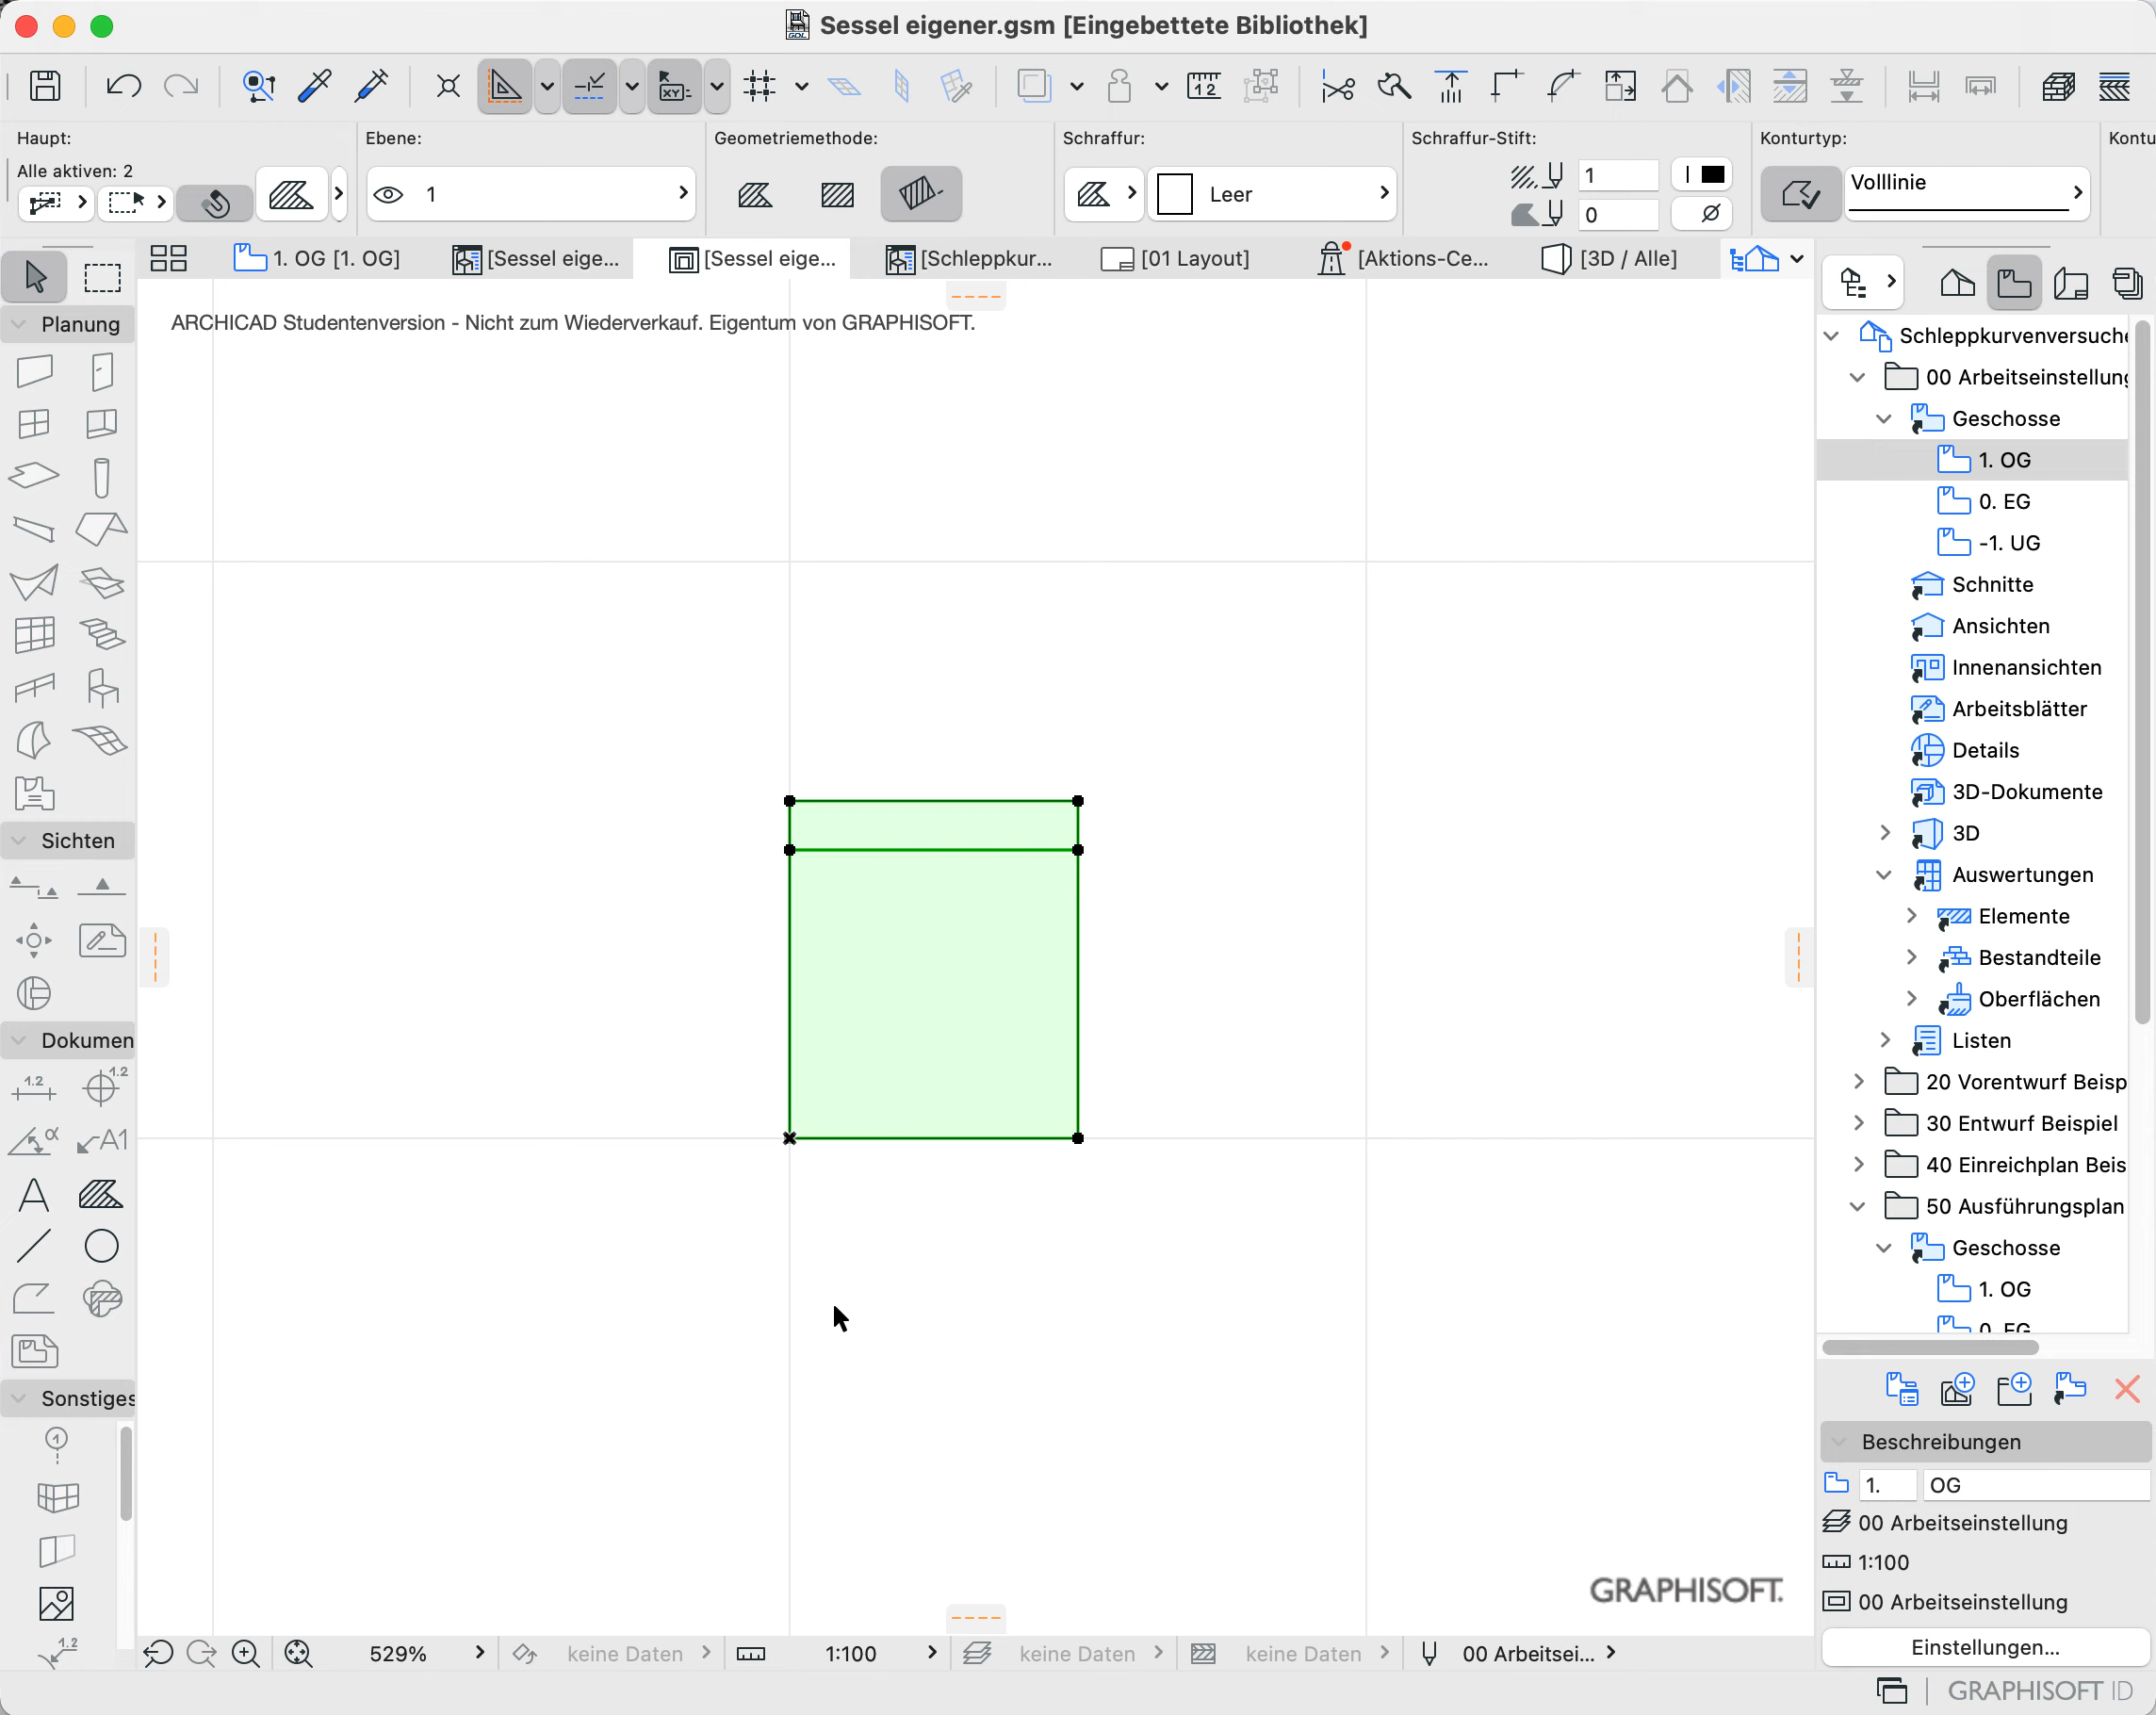 Sessel eigener.gsm [Eingebettete Bibliothek]
Haupt:
Alle aktiven: 2
Ebene:
1
Geometriemethode:
Schraffur:
Leer
Schraffur-Stift:
1
0
Konturtyp:
Volllinie
Kontu
1. OG [1. OG]
[Sessel eige...
[Sessel eige...
[Schleppkur...
[01 Layout]
[Aktions-Ce...
[3D / Alle]
Planung
Sichten
Dokumen
Sonstiges
ARCHICAD Studentenversion - Nicht zum Wiederverkauf. Eigentum von GRAPHISOFT.
GRAPHISOFT.
Schleppkurvenversuche
00 Arbeitseinstellung
Geschosse
1. OG
0. EG
-1. UG
Schnitte
Ansichten
Innenansichten
Arbeitsblätter
Details
3D-Dokumente
3D
Auswertungen
Elemente
Bestandteile
Oberflächen
Listen
20 Vorentwurf Beisp
30 Entwurf Beispiel
40 Einreichplan Beis
50 Ausführungsplan
Geschosse
1. OG
0. EG
Beschreibungen
1. OG
00 Arbeitseinstellung
1:100
00 Arbeitseinstellung
Einstellungen...
529%
keine Daten
1:100
keine Daten
keine Daten
00 Arbeitsei...
GRAPHISOFT ID